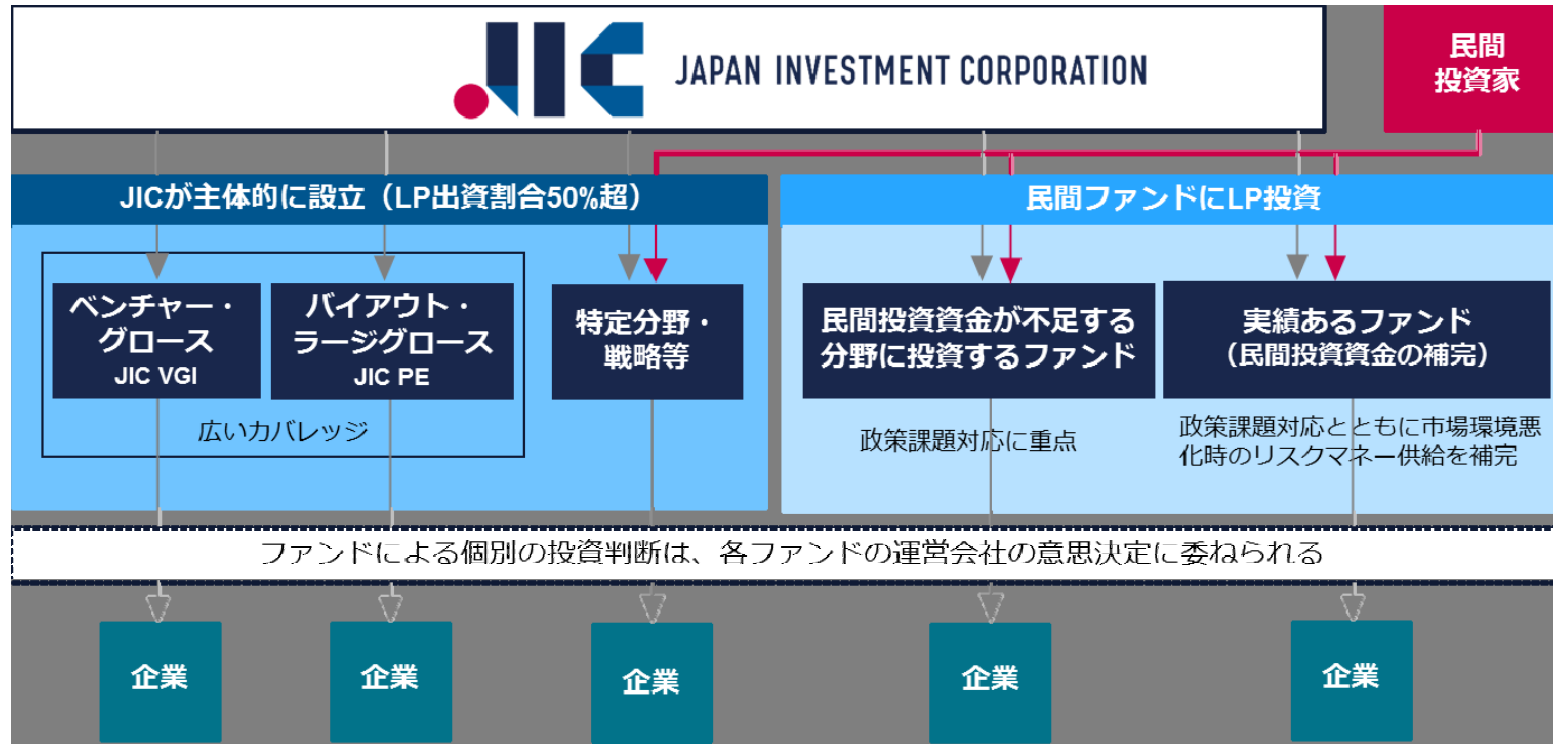 JIC JAPAN INVESTMENT CORPORATION
民間
投資家
JICが主体的に設立（LP出資割合50%超）
民間ファンドにLP投資
ベンチャー・
グロース
JIC VGI
バイアウト・
ラージグロース
JIC PE
広いカバレッジ
特定分野・
戦略等
民間投資資金が不足する
分野に投資するファンド
政策課題対応に重点
実績あるファンド
（民間投資資金の補完）
政策課題対応とともに市場環境悪
化時のリスクマネー供給を補完
ファンドによる個別の投資判断は、各ファンドの運営会社の意思決定に委ねられる
企業
企業
企業
企業
企業